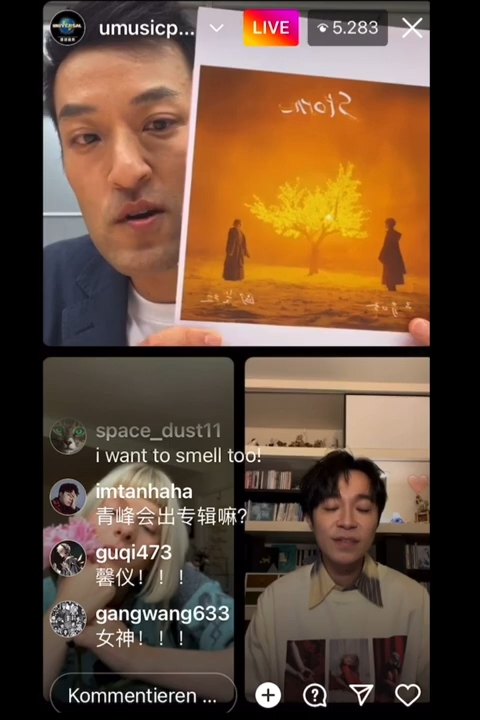 UNIVERSAL
umusicp...
LIVE
5.283
Storm
space_dust11
i want to smell too!
imtanhaha
青峰会出专辑嘛?
guqi473
馨仪！！！
gangwang633
女神！！！
Kommentieren ...